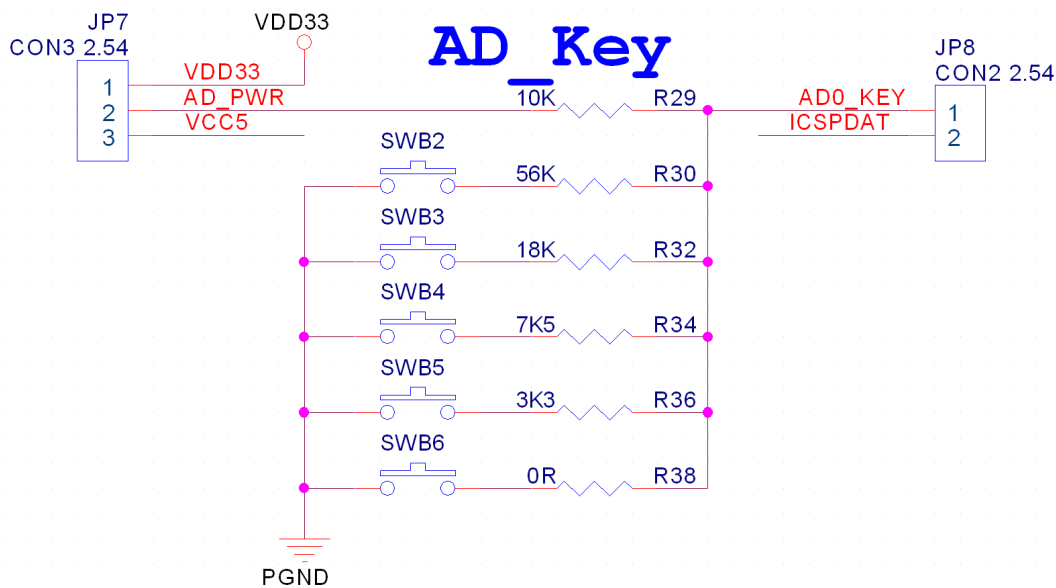 AD_Key
JP7
CON3 2.54
VDD33
1 VDD33
2 AD_PWR
3 VCC5
10K R29
JP8
CON2 2.54
AD0_KEY 1
ICSPDAT 2
SWB2
56K R30
SWB3
18K R32
SWB4
7K5 R34
SWB5
3K3 R36
SWB6
0R R38
PGND